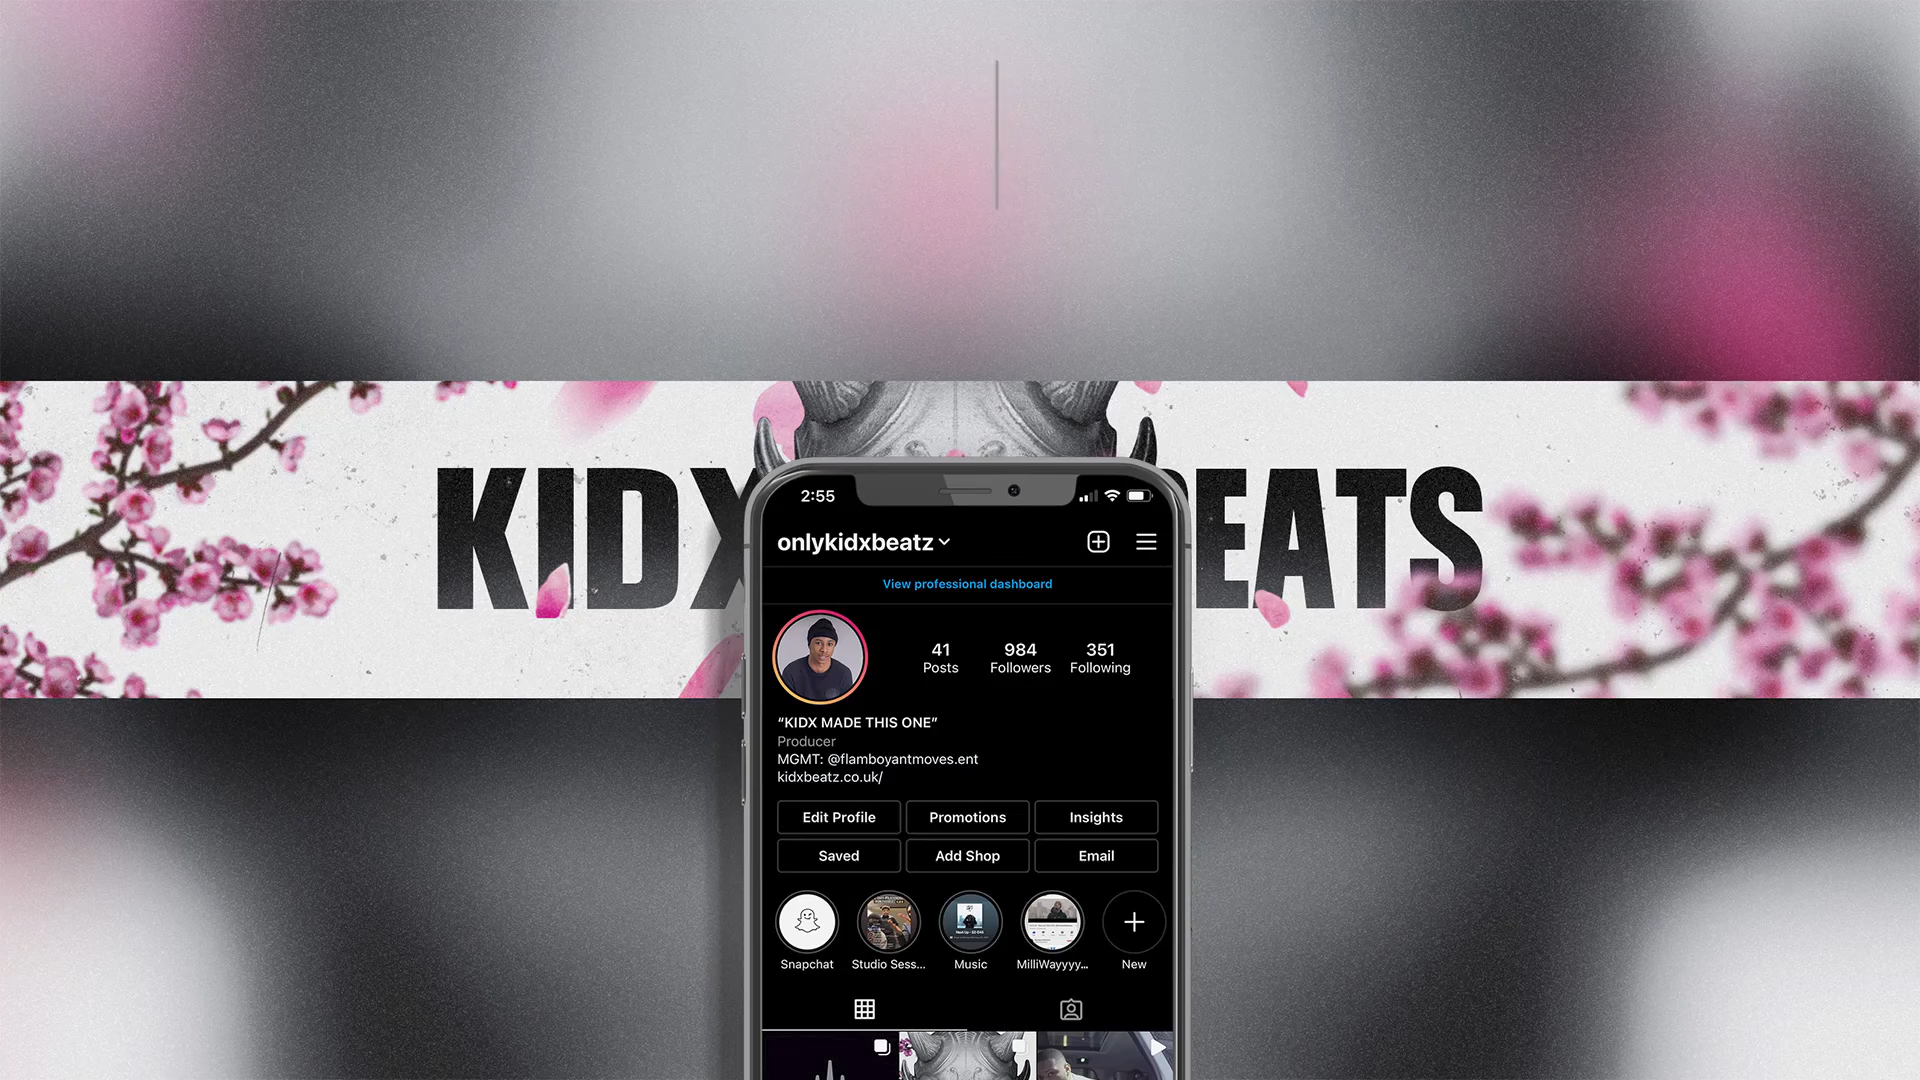 KIDX BEATS
2:55
onlykidxbeatz
View professional dashboard
41 984 351
Posts Followers Following
“KIDX MADE THIS ONE”
Producer
MGMT: @flamboyantmoves.ent
kidxbeatz.co.uk/
Edit Profile Promotions Insights
Saved Add Shop Email
Snapchat Studio Sess... Music MilliWayyyy... New